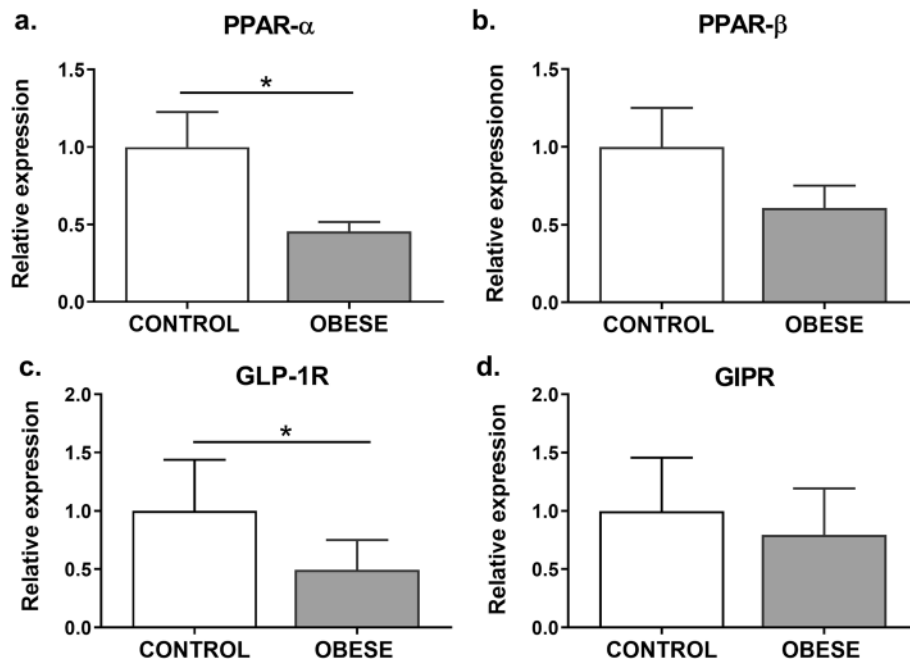 a.
PPAR-α
Relative expression
1.5
1.0
0.5
0.0
*
CONTROL
OBESE
b.
PPAR-β
Relative expressionon
1.5
1.0
0.5
0.0
CONTROL
OBESE
c.
GLP-1R
Relative expression
2.0
1.5
1.0
0.5
0.0
*
CONTROL
OBESE
d.
GIPR
Relative expression
2.0
1.5
1.0
0.5
0.0
CONTROL
OBESE